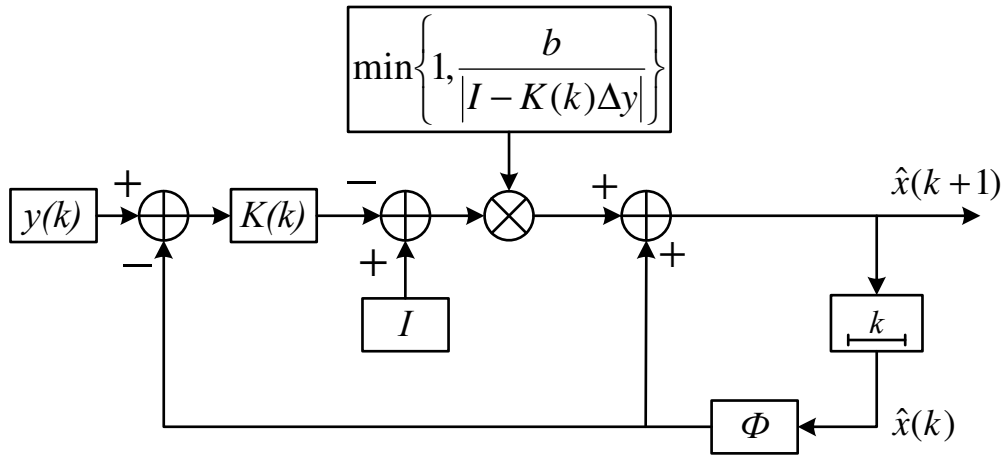 min{1, b / |I − K(k)Δy|}
+ − + x̂(k+1)
y(k) K(k)
− + +
I k
Φ x̂(k)